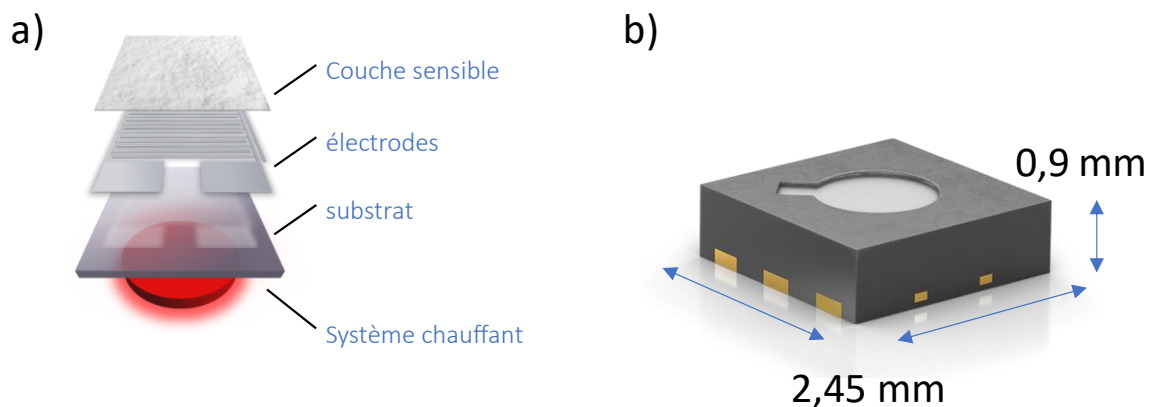 a)
Couche sensible
électrodes
substrat
Système chauffant
b)
0,9 mm
2,45 mm